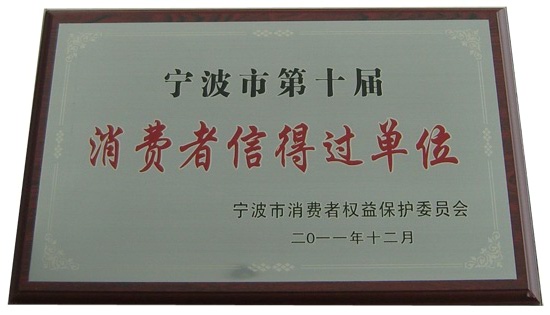 宁波市第十届
消费者信得过单位
宁波市消费者权益保护委员会
二0一一年十二月